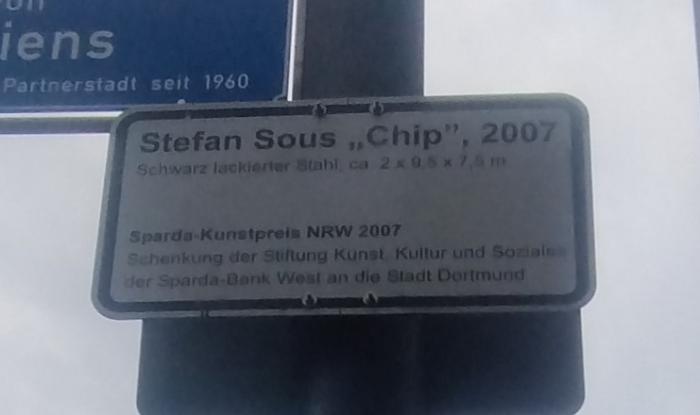 iens
Partnerstadt seit 1960
Stefan Sous „Chip”, 2007
Schwarz lackierter Stahl, ca. 2 x 9,5 x 7,5 m
Sparda-Kunstpreis NRW 2007
Schenkung der Stiftung Kunst, Kultur und Soziales
der Sparda-Bank West an die Stadt Dortmund